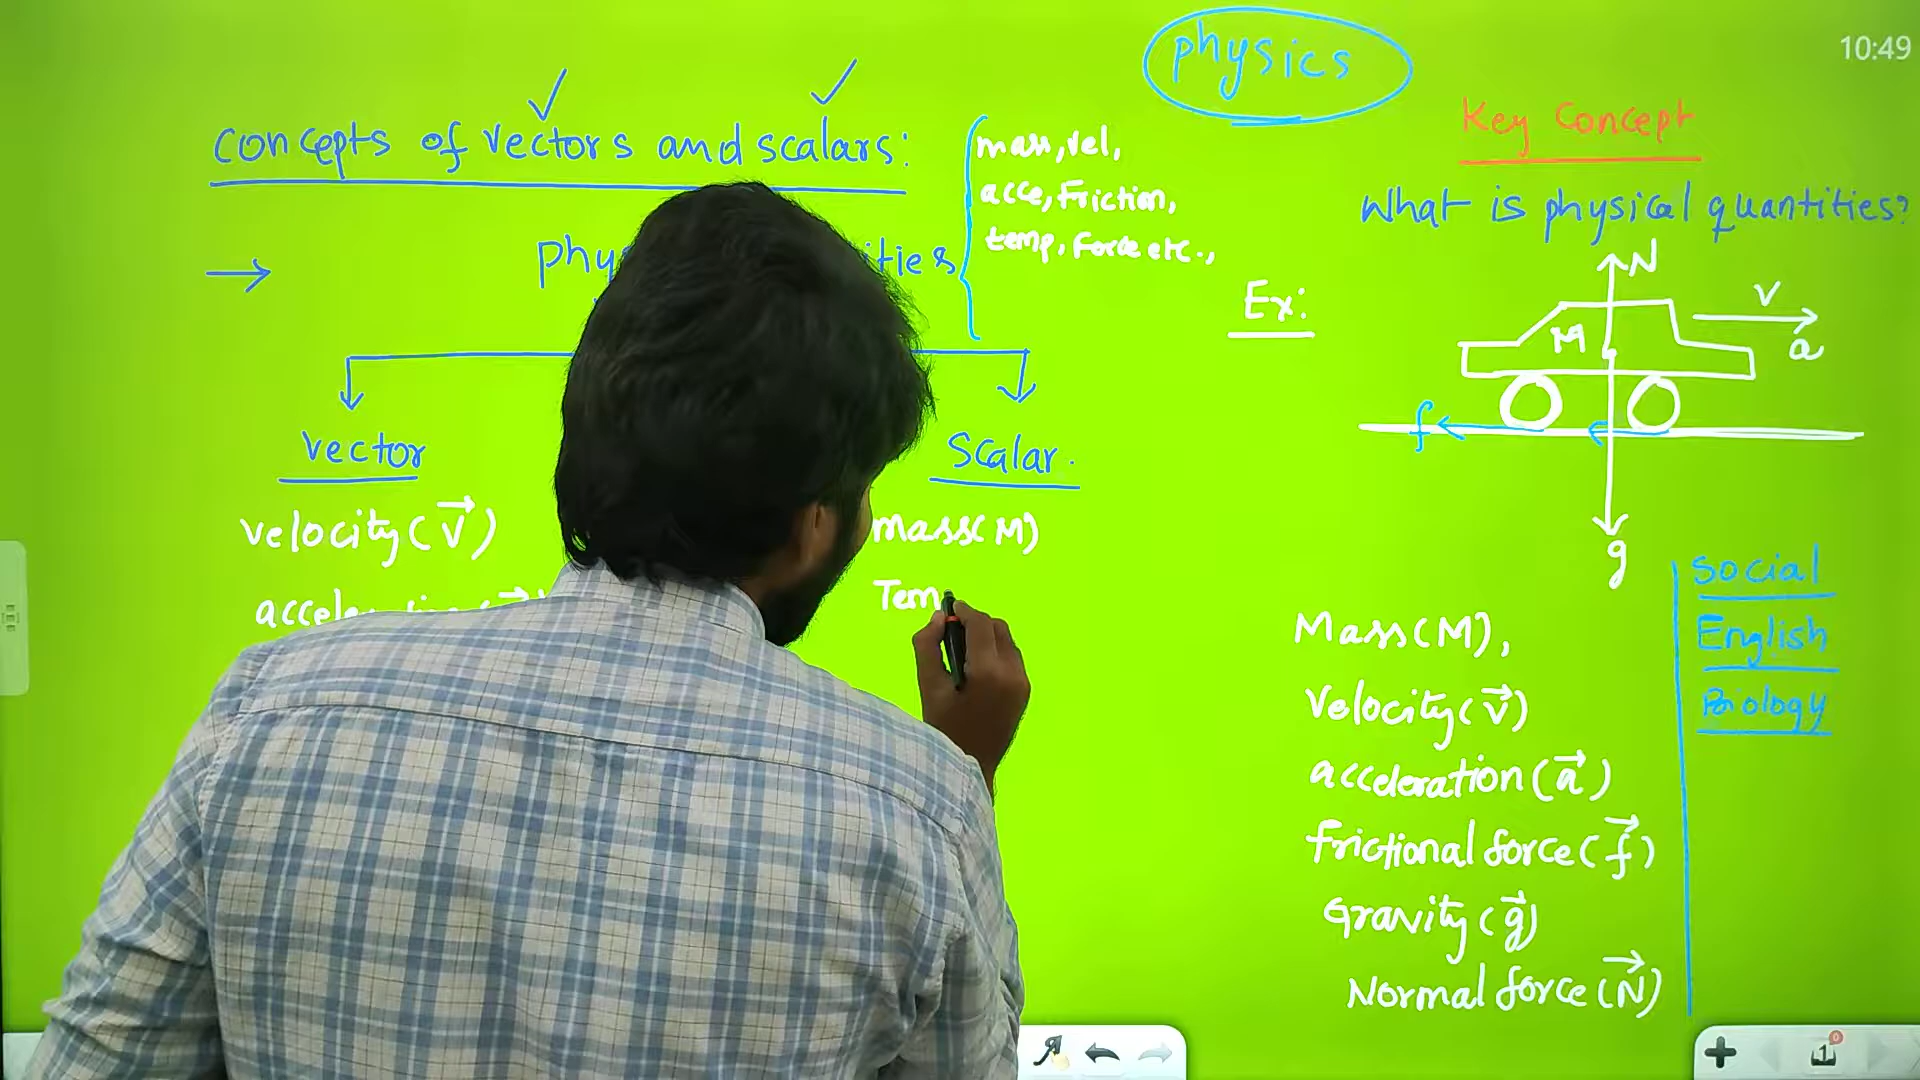 physics
10:49
concepts of vectors and scalars:
mass, vel,
acce, Friction,
temp, Force etc.,
Key Concept
What is physical quantities?
Ex:
N
M
v
a
f
g
vector
scalar.
velocity (v)
mass(M)
Tem
Mass(M),
Velocity(v)
acceleration(a)
frictional force(f)
Gravity(g)
Normal force(N)
Social
English
Biology
1
0